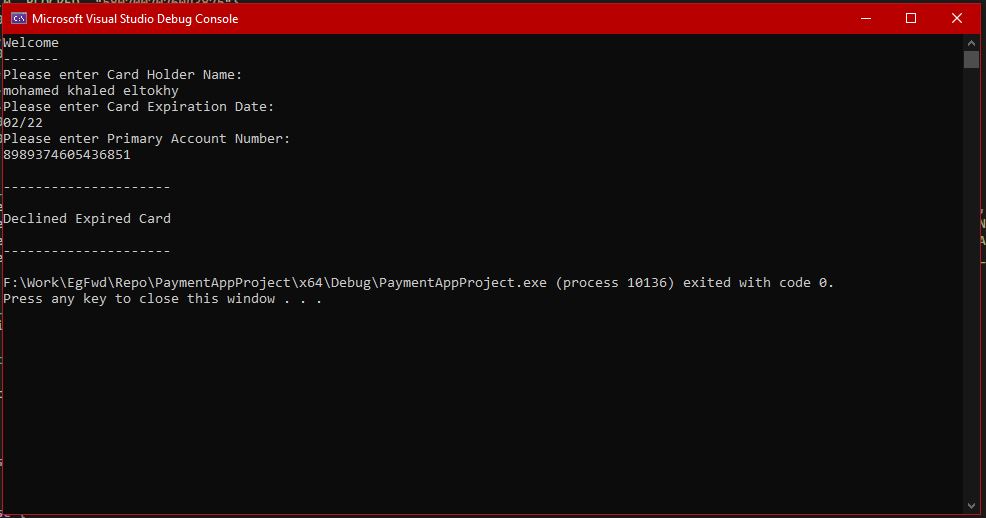 Microsoft Visual Studio Debug Console
Welcome
-------
Please enter Card Holder Name:
mohamed khaled eltokhy
Please enter Card Expiration Date:
02/22
Please enter Primary Account Number:
8989374605436851
---------------------
Declined Expired Card
---------------------
F:\Work\EgFwd\Repo\PaymentAppProject\x64\Debug\PaymentAppProject.exe (process 10136) exited with code 0.
Press any key to close this window . . .